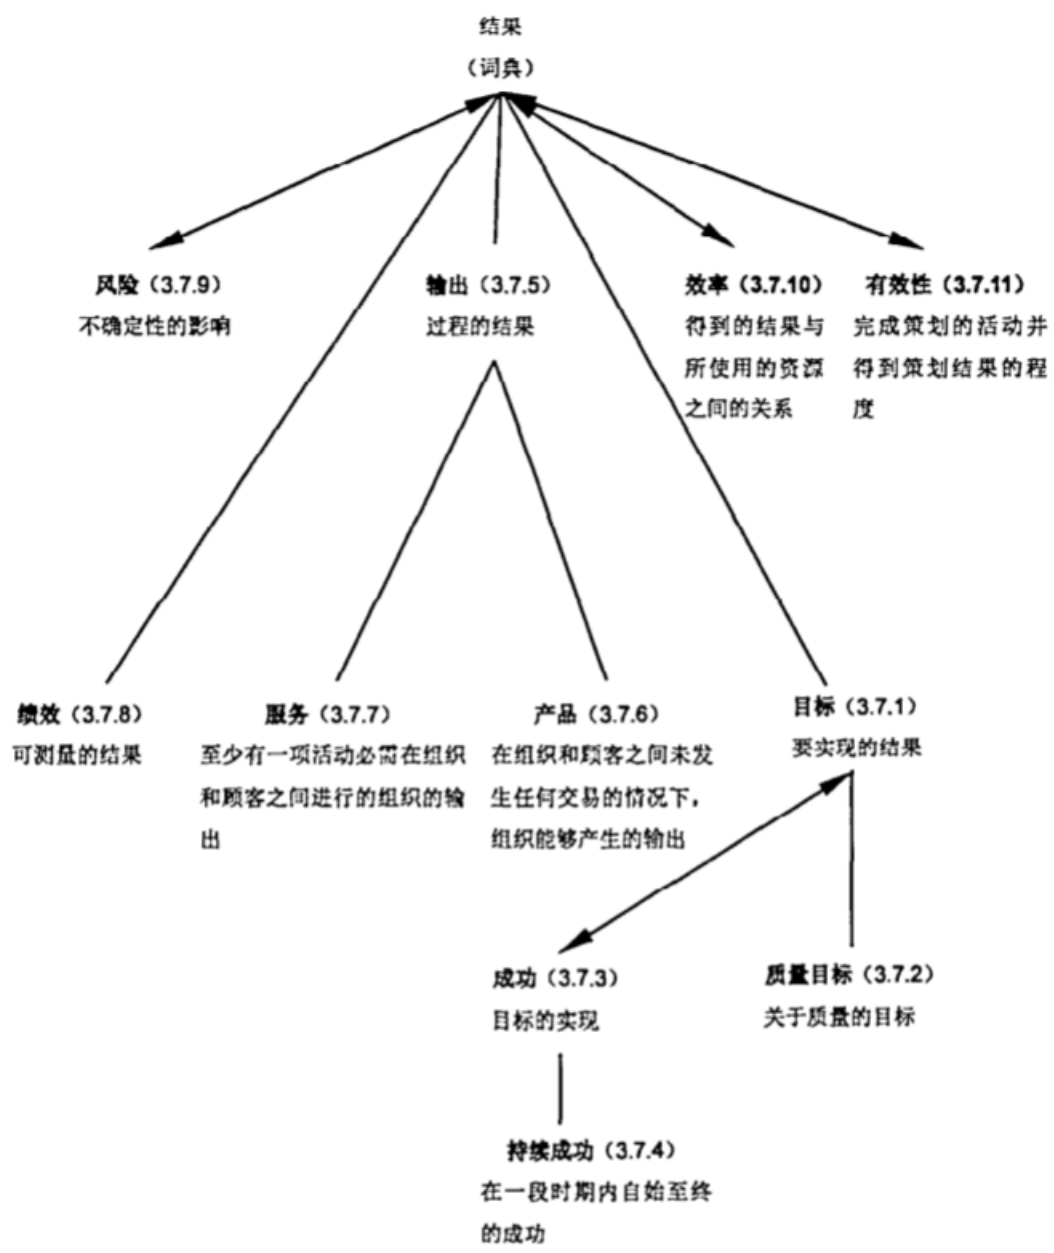 结果
（词典）
风险（3.7.9）
不确定性的影响
输出（3.7.5）
过程的结果
效率（3.7.10）
得到的结果与
所使用的资源
之间的关系
有效性（3.7.11）
完成策划的活动并
得到策划结果的程
度
绩效（3.7.8）
可测量的结果
服务（3.7.7）
至少有一项活动必需在组织
和顾客之间进行的组织的输
出
产品（3.7.6）
在组织和顾客之间未发
生任何交易的情况下，
组织能够产生的输出
目标（3.7.1）
要实现的结果
成功（3.7.3）
目标的实现
质量目标（3.7.2）
关于质量的目标
持续成功（3.7.4）
在一段时期内自始至终
的成功